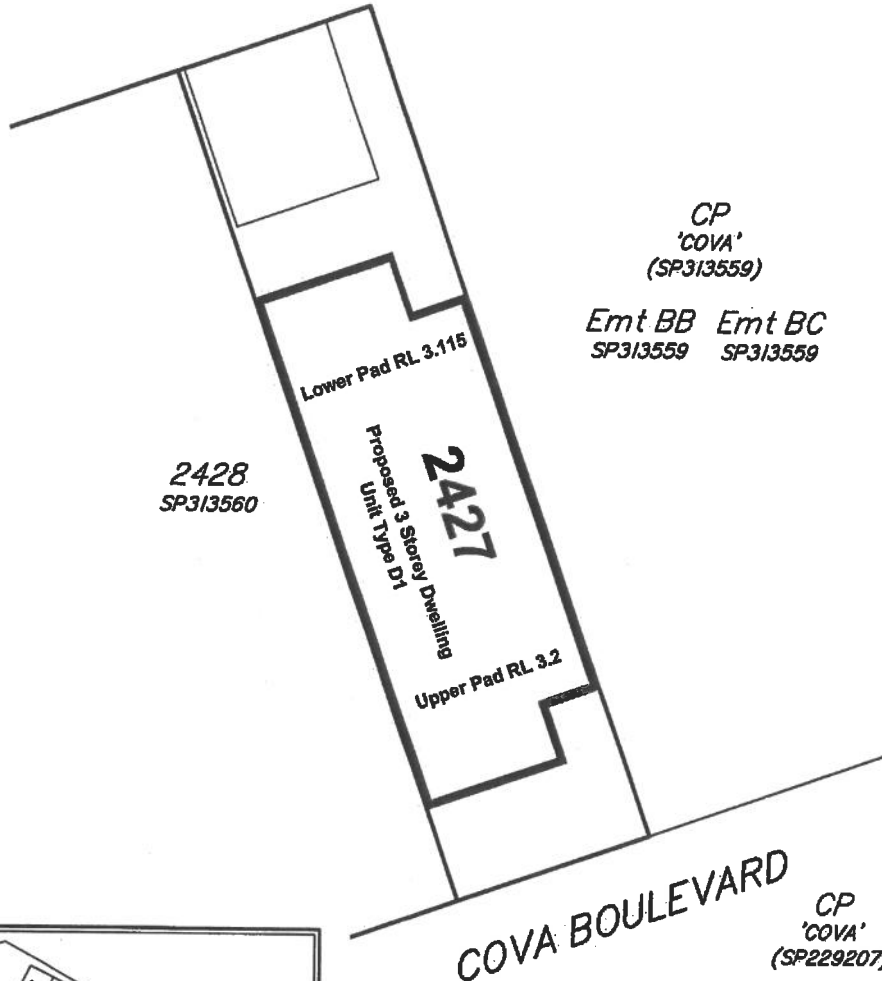 CP
'COVA'
(SP313559)
Emt BB Emt BC
SP313559 SP313559
Lower Pad RL 3.115
2428
SP313560
2427
Proposed 3 Storey Dwelling
Unit Type D1
Upper Pad RL 3.2
COVA BOULEVARD
CP
'COVA'
(SP229207)